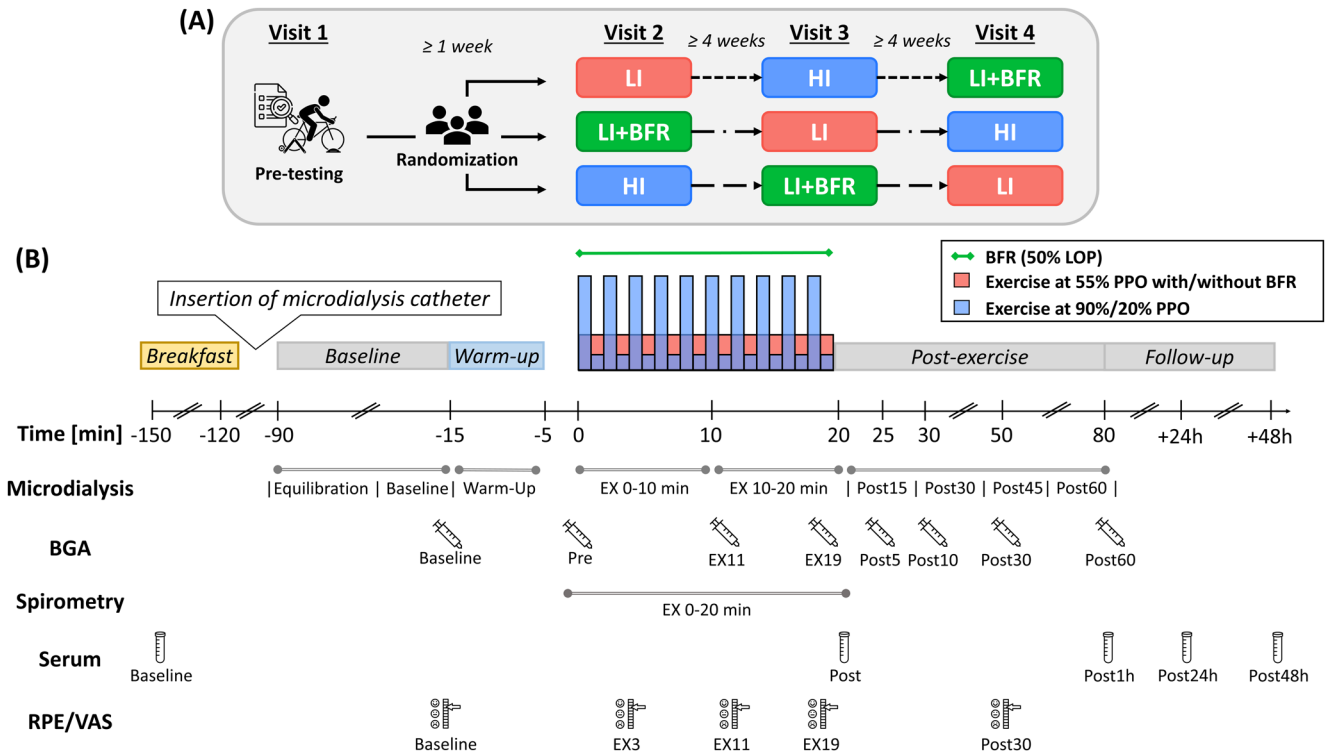 (A)
Visit 1
≥ 1 week
Visit 2
≥ 4 weeks
Visit 3
≥ 4 weeks
Visit 4
LI
HI
LI+BFR
LI+BFR
LI
HI
HI
LI+BFR
LI
Pre-testing
Randomization
(B)
BFR (50% LOP)
Exercise at 55% PPO with/without BFR
Exercise at 90%/20% PPO
Insertion of microdialysis catheter
Breakfast
Baseline
Warm-up
Post-exercise
Follow-up
Time [min] -150 -120 -90 -15 -5 0 10 20 25 30 50 80 +24h +48h
Microdialysis |Equilibration | Baseline| Warm-Up EX 0-10 min EX 10-20 min | Post15 | Post30 | Post45| Post60 |
BGA
Baseline Pre EX11 EX19 Post5 Post10 Post30 Post60
Spirometry
EX 0-20 min
Serum
Baseline Post Post1h Post24h Post48h
RPE/VAS
Baseline EX3 EX11 EX19 Post30